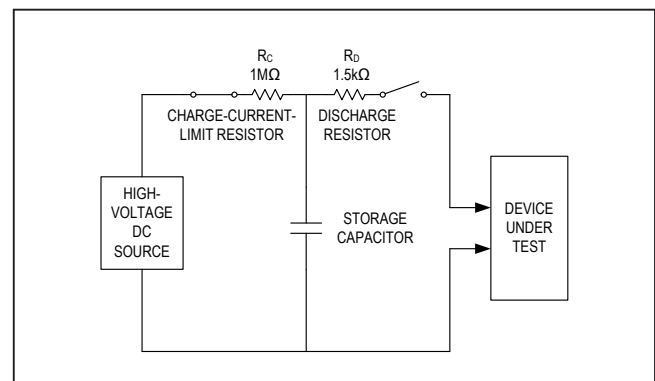 RC
1MΩ
CHARGE-CURRENT-
LIMIT RESISTOR
RD
1.5kΩ
DISCHARGE
RESISTOR
HIGH-
VOLTAGE
DC
SOURCE
STORAGE
CAPACITOR
DEVICE
UNDER
TEST